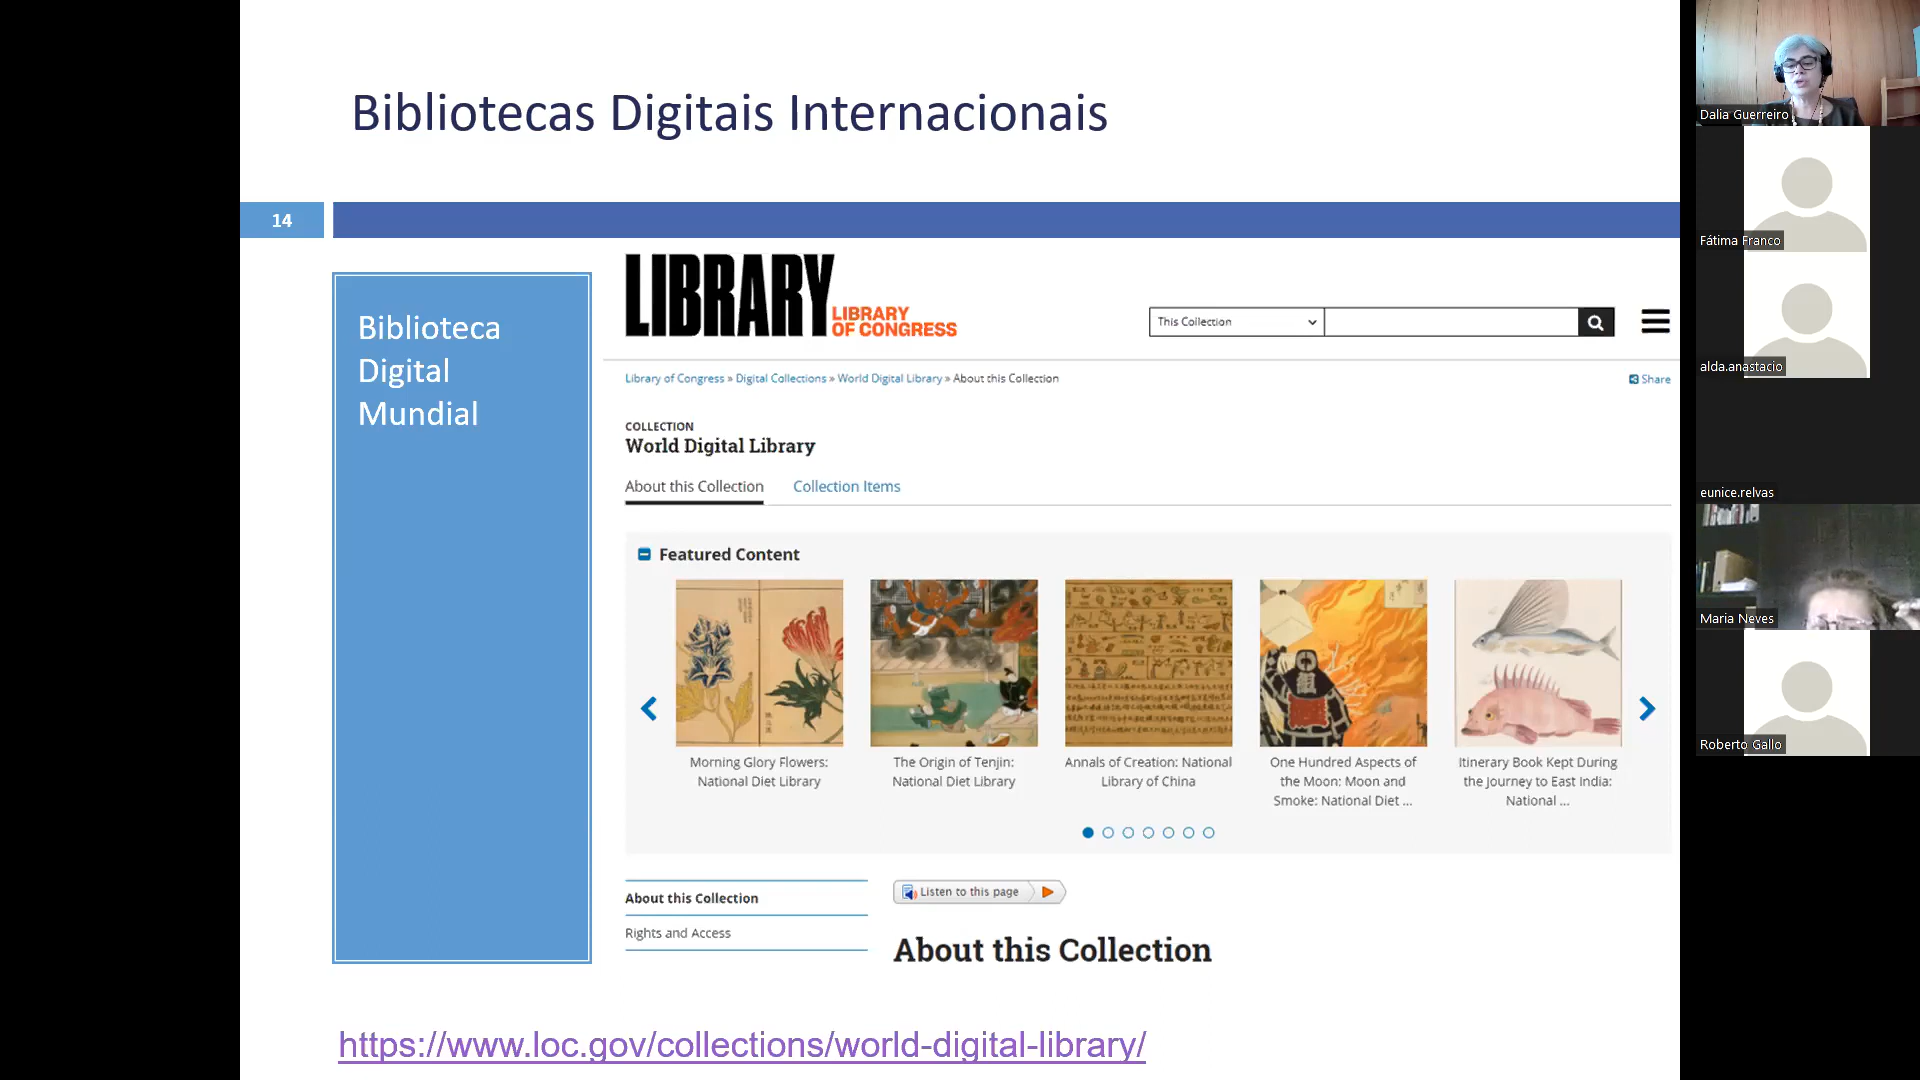 Bibliotecas Digitais Internacionais
14
Biblioteca
Digital
Mundial
LIBRARY
LIBRARY
OF CONGRESS
This Collection
Library of Congress » Digital Collections » World Digital Library » About this Collection
Share
COLLECTION
World Digital Library
About this Collection
Collection Items
Featured Content
Morning Glory Flowers:
National Diet Library
The Origin of Tenjin:
National Diet Library
Annals of Creation: National
Library of China
One Hundred Aspects of
the Moon: Moon and
Smoke: National Diet ...
Itinerary Book Kept During
the Journey to East India:
National ...
About this Collection
Rights and Access
Listen to this page
About this Collection
https://www.loc.gov/collections/world-digital-library/
Dalia Guerreiro
Fátima Franco
alda.anastacio
eunice.relvas
Maria Neves
Roberto Gallo